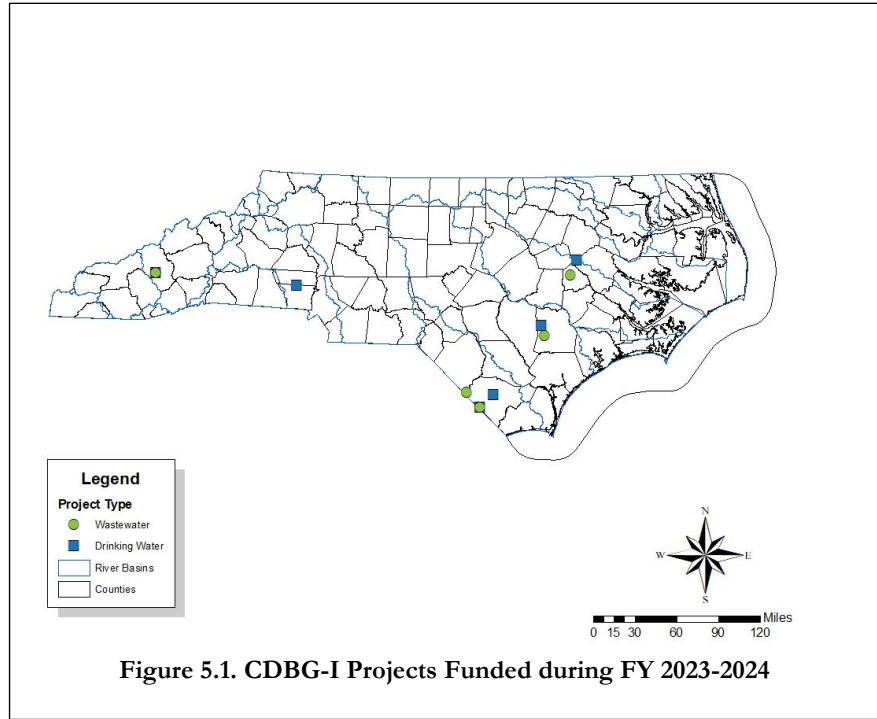 Legend
Project Type
Wastewater
Drinking Water
River Basins
Counties
N
W E
S
Miles
0 15 30 60 90 120
Figure 5.1. CDBG-I Projects Funded during FY 2023-2024